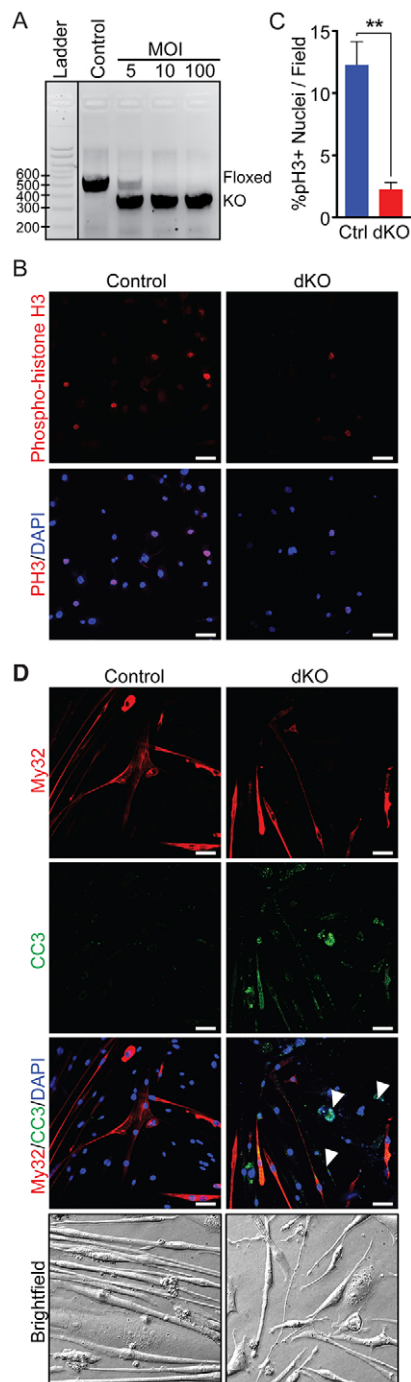 A
Ladder
Control
MOI
5 10 100
600
500
400
300
200
Floxed
KO
C
%pH3+ Nuclei / Field
15
10
5
0
**
Ctrl dKO
B
Control dKO
Phospho-histone H3
PH3/DAPI
D
Control dKO
My32
CC3
My32/CC3/DAPI
Brightfield